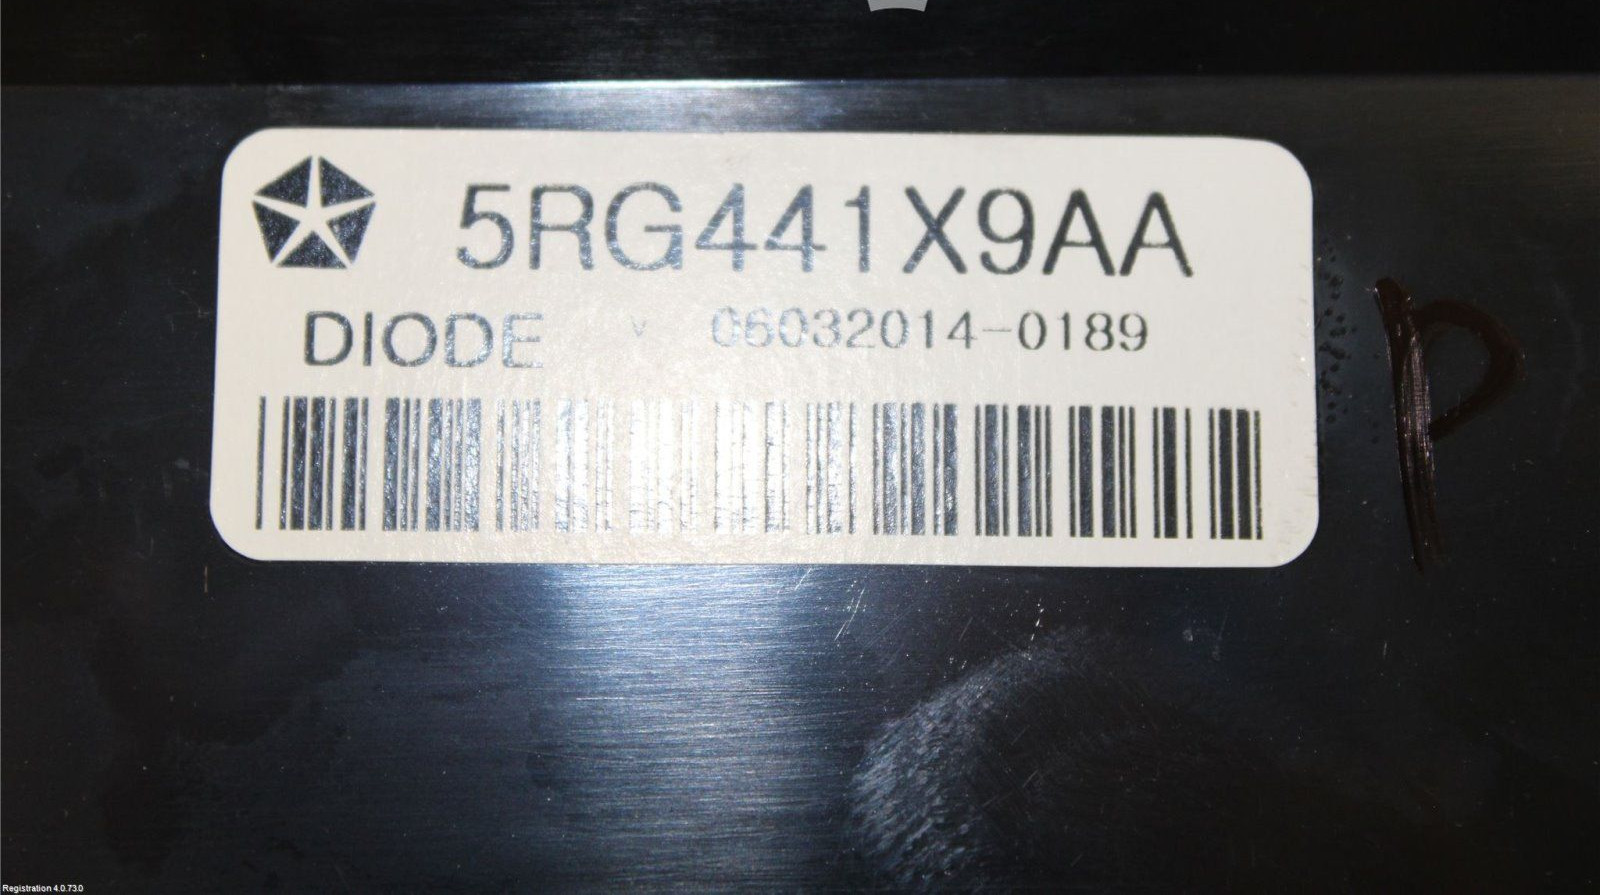 5RG441X9AA
DIODE v 06032014-0189
P
Registration 4.0.73.0